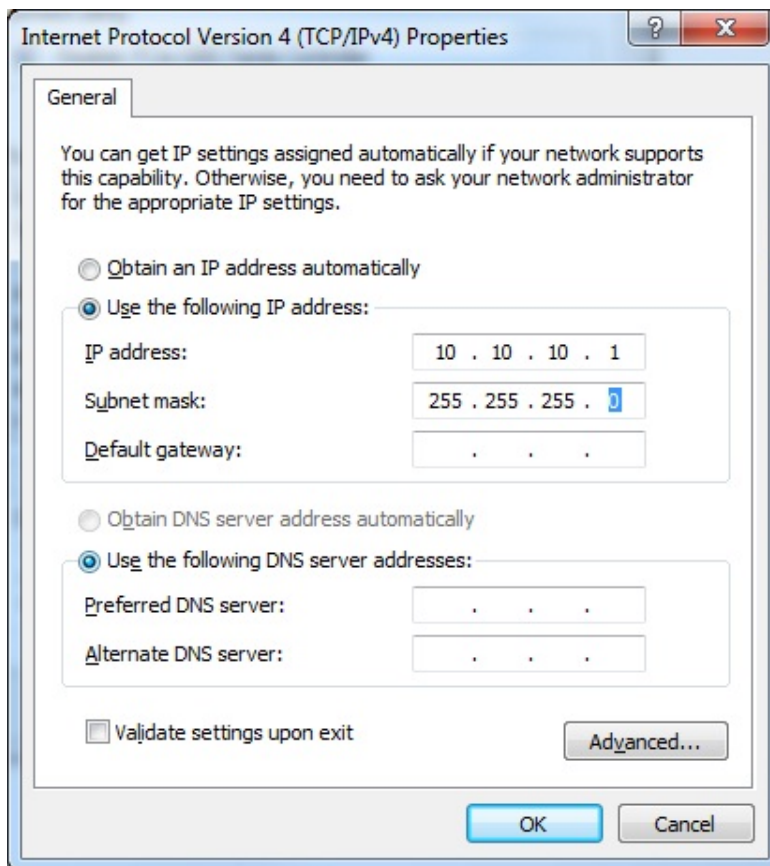 Internet Protocol Version 4 (TCP/IPv4) Properties
?
X
General
You can get IP settings assigned automatically if your network supports
this capability. Otherwise, you need to ask your network administrator
for the appropriate IP settings.
Obtain an IP address automatically
Use the following IP address:
IP address: 10 . 10 . 10 . 1
Subnet mask: 255 . 255 . 255 . 0
Default gateway: . . .
Obtain DNS server address automatically
Use the following DNS server addresses:
Preferred DNS server: . . .
Alternate DNS server: . . .
Validate settings upon exit
Advanced...
OK
Cancel